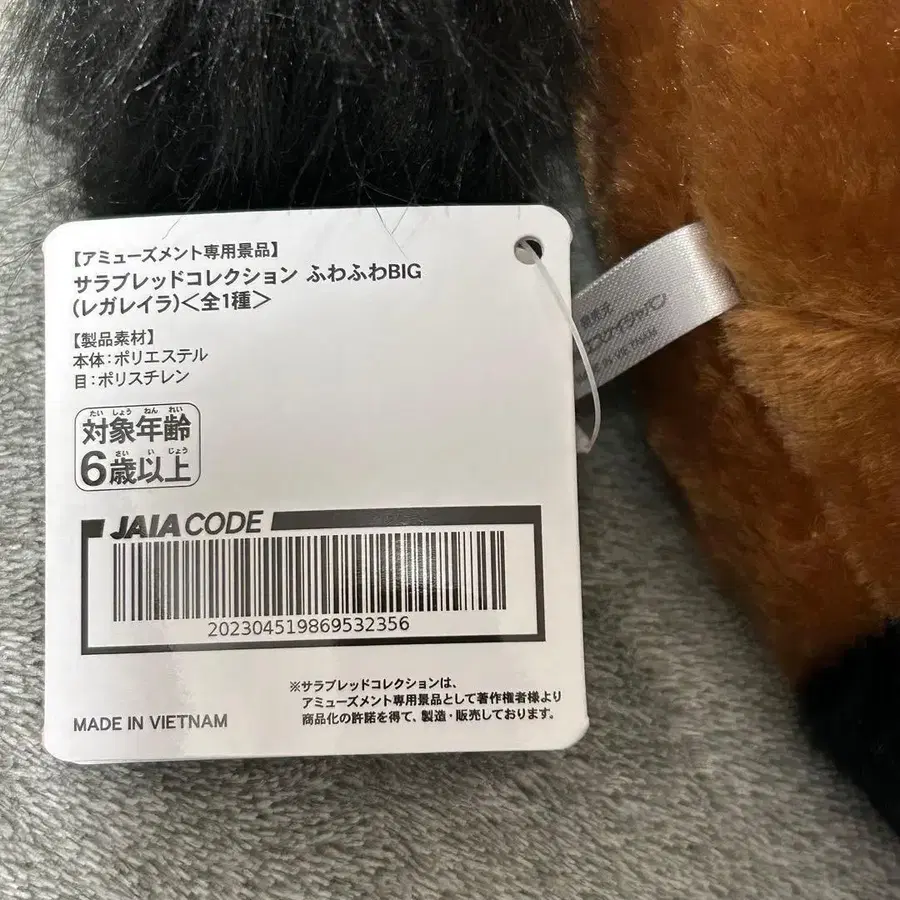 【アミューズメント専用景品】
サラブレッドコレクション ふわふわBIG
(レガレイラ)<全1種>
【製品素材】
本体:ポリエステル
目:ポリスチレン
たい しょう ねん れい
対象年齢
さい い じょう
6歳以上
JAIA CODE
202304519869532356
※サラブレッドコレクションは、
アミューズメント専用景品として著作権者様より
商品化の許諾を得て、製造・販売しております。
MADE IN VIETNAM